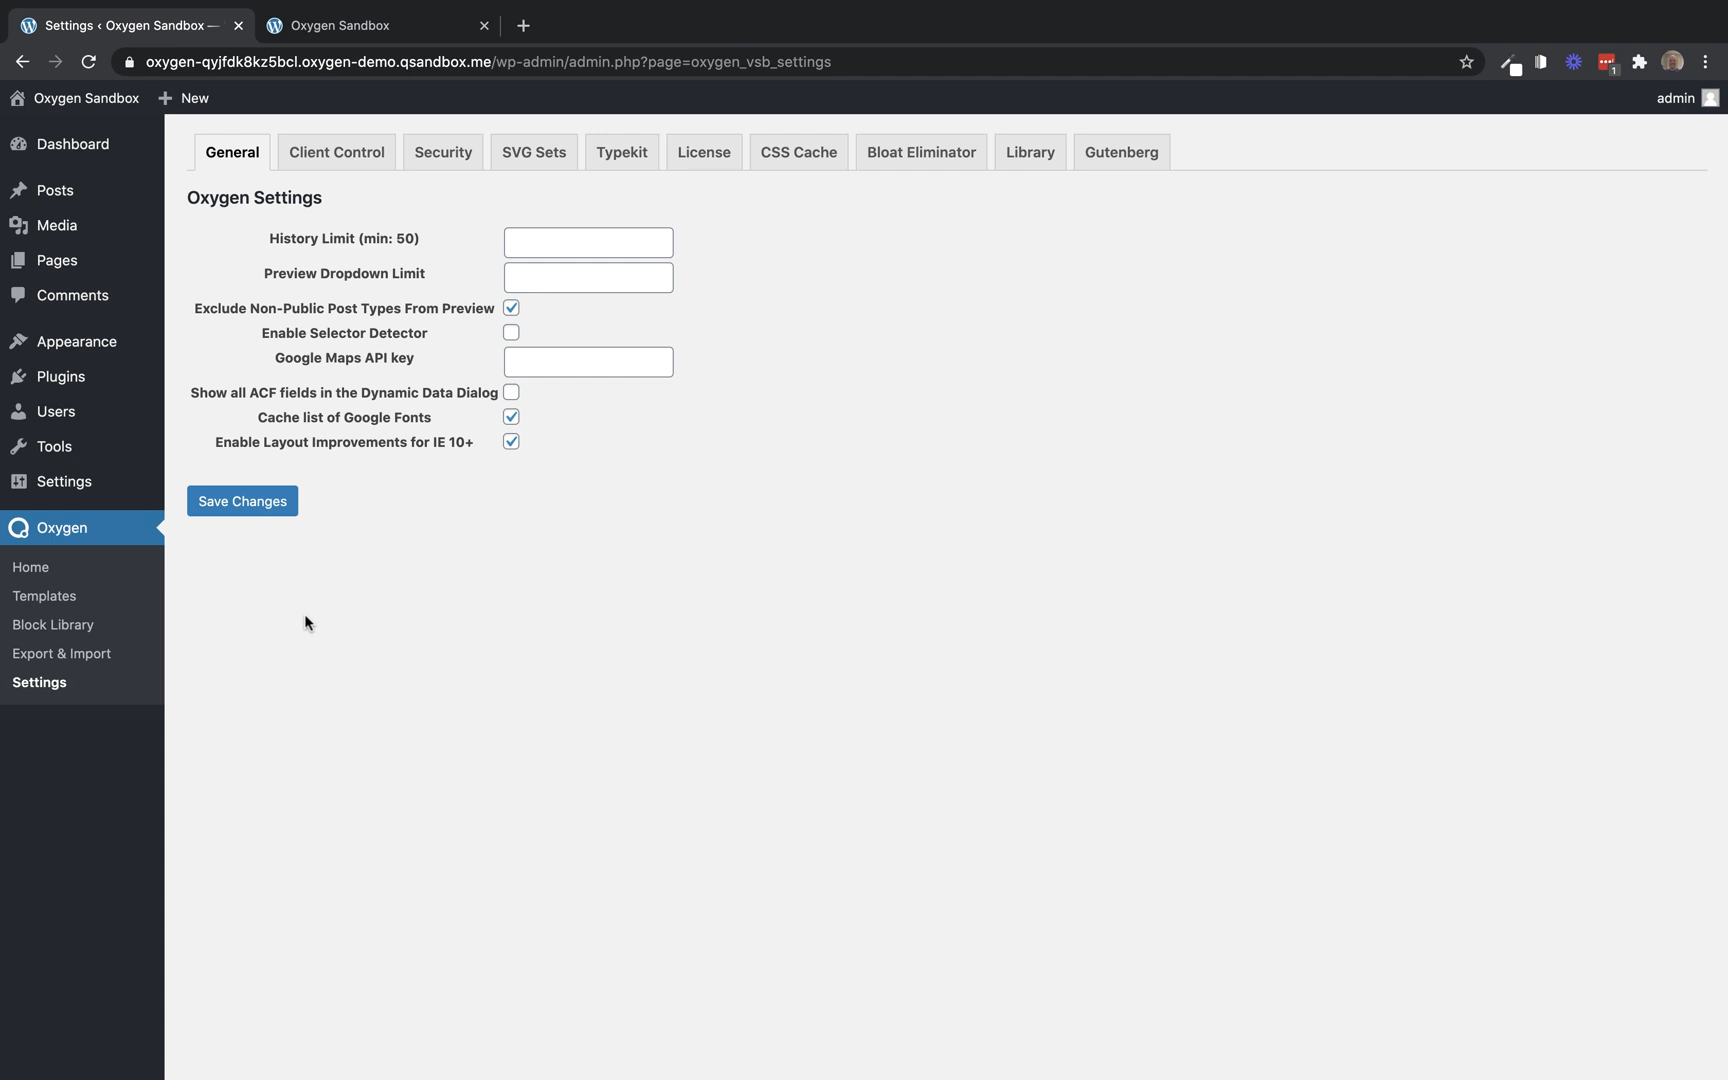 Settings ‹ Oxygen Sandbox —
Oxygen Sandbox
oxygen-qyjfdk8kz5bcl.oxygen-demo.qsandbox.me/wp-admin/admin.php?page=oxygen_vsb_settings
1
Oxygen Sandbox
New
admin
Dashboard
Posts
Media
Pages
Comments
Appearance
Plugins
Users
Tools
Settings
Oxygen
Home
Templates
Block Library
Export & Import
Settings
General
Client Control
Security
SVG Sets
Typekit
License
CSS Cache
Bloat Eliminator
Library
Gutenberg
Oxygen Settings
History Limit (min: 50)
Preview Dropdown Limit
Exclude Non-Public Post Types From Preview
Enable Selector Detector
Google Maps API key
Show all ACF fields in the Dynamic Data Dialog
Cache list of Google Fonts
Enable Layout Improvements for IE 10+
Save Changes